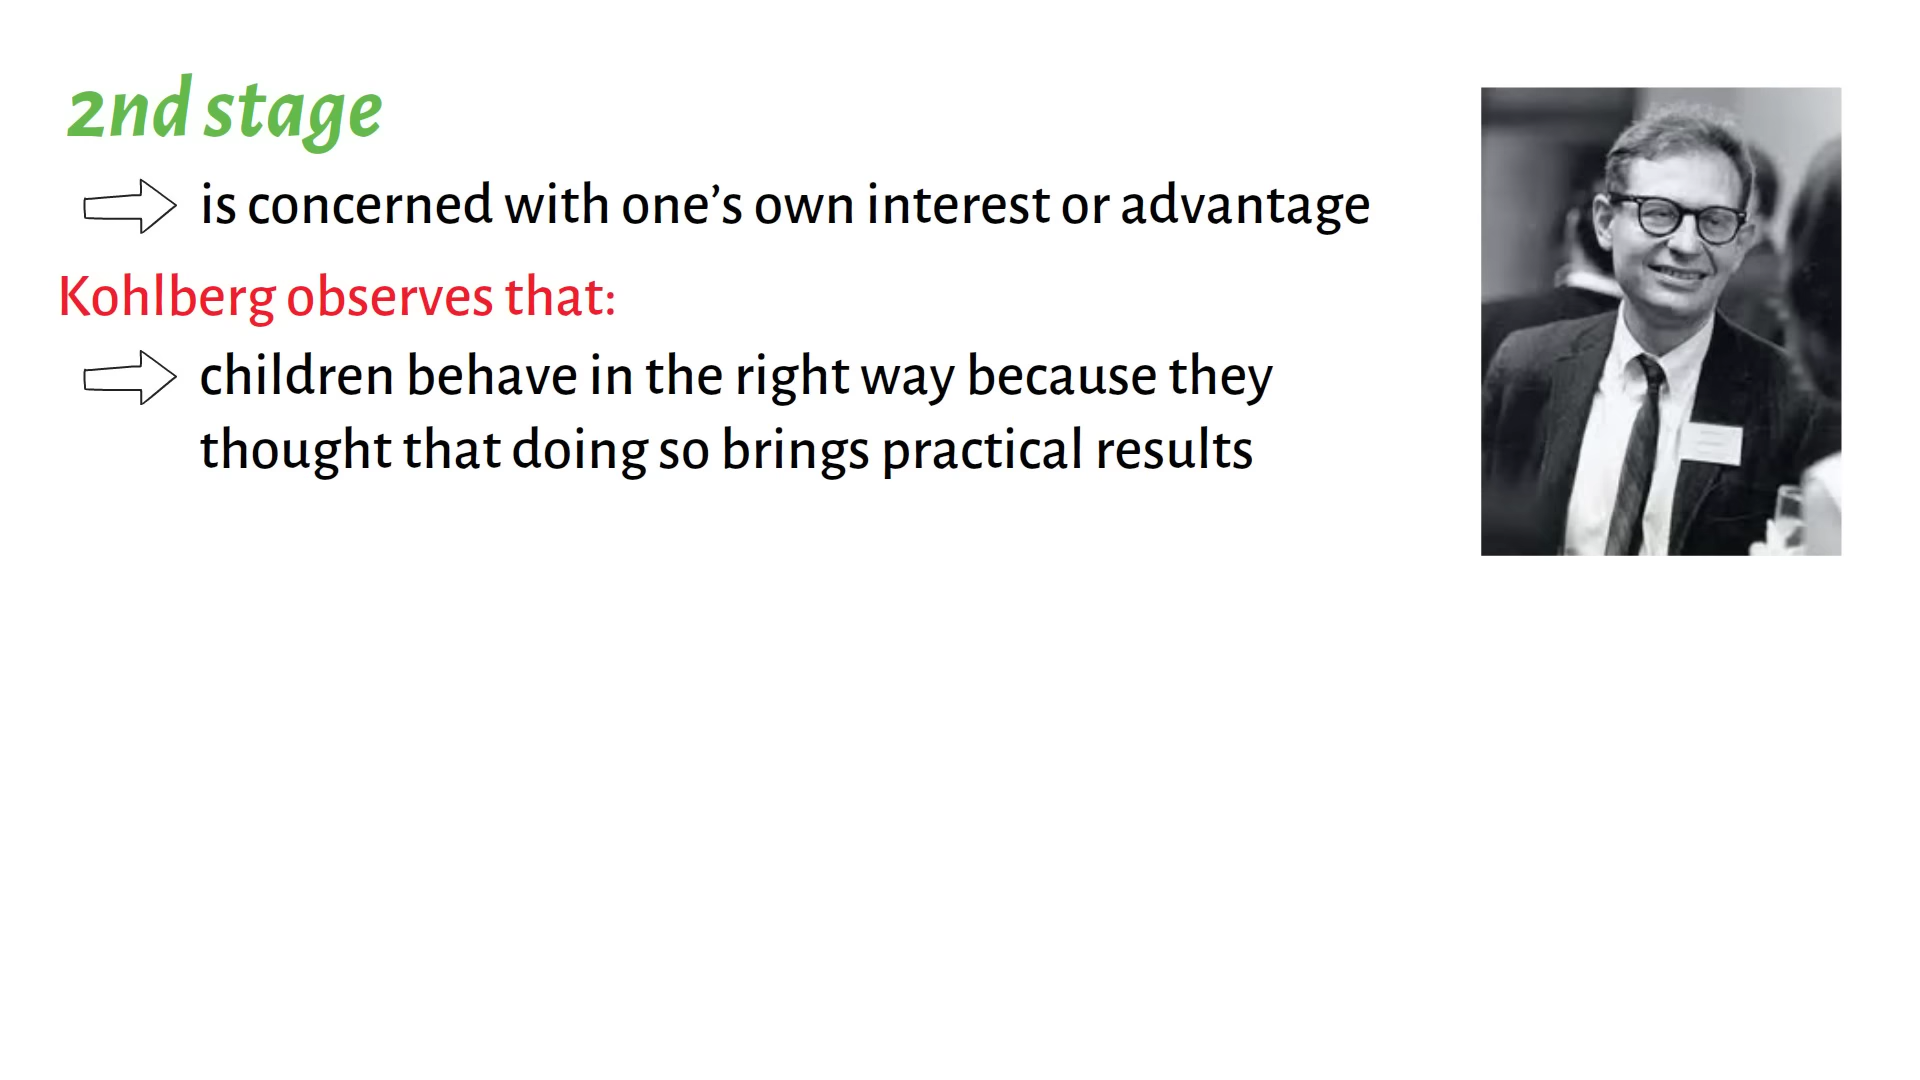 2nd stage
is concerned with one’s own interest or advantage
Kohlberg observes that:
children behave in the right way because they
thought that doing so brings practical results